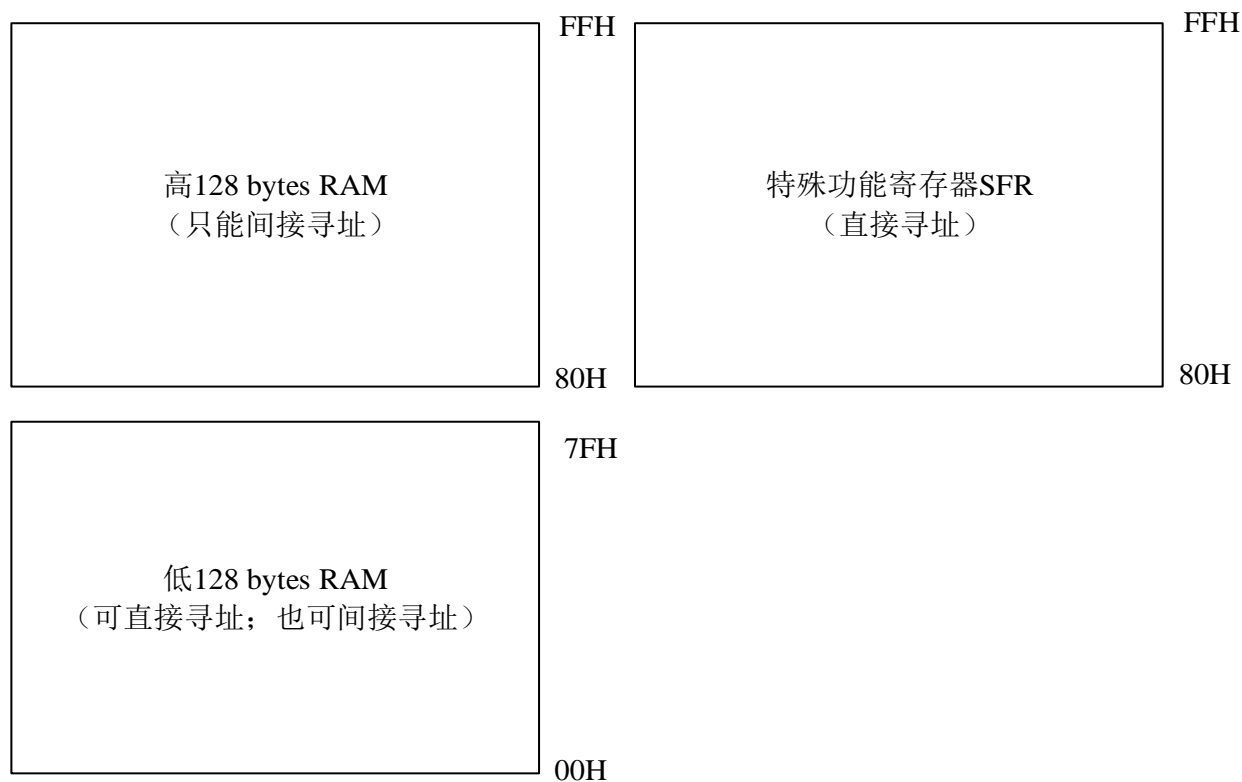 FFH
高128 bytes RAM
（只能间接寻址）
80H
FFH
特殊功能寄存器SFR
（直接寻址）
80H
7FH
低128 bytes RAM
（可直接寻址；也可间接寻址）
00H